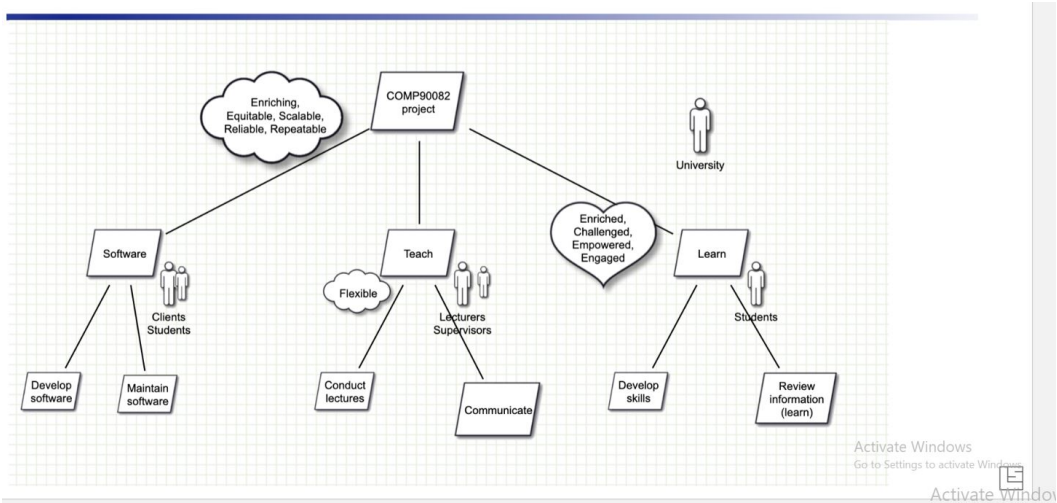 COMP90082
project
Enriching,
Equitable, Scalable,
Reliable, Repeatable
University
Enriched,
Challenged,
Empowered,
Engaged
Software
Teach
Learn
Flexible
Clients
Students
Lecturers
Supervisors
Students
Develop
software
Maintain
software
Conduct
lectures
Communicate
Develop
skills
Review
information
(learn)
Activate Windows
Go to Settings to activate Windows.
Activate Windo